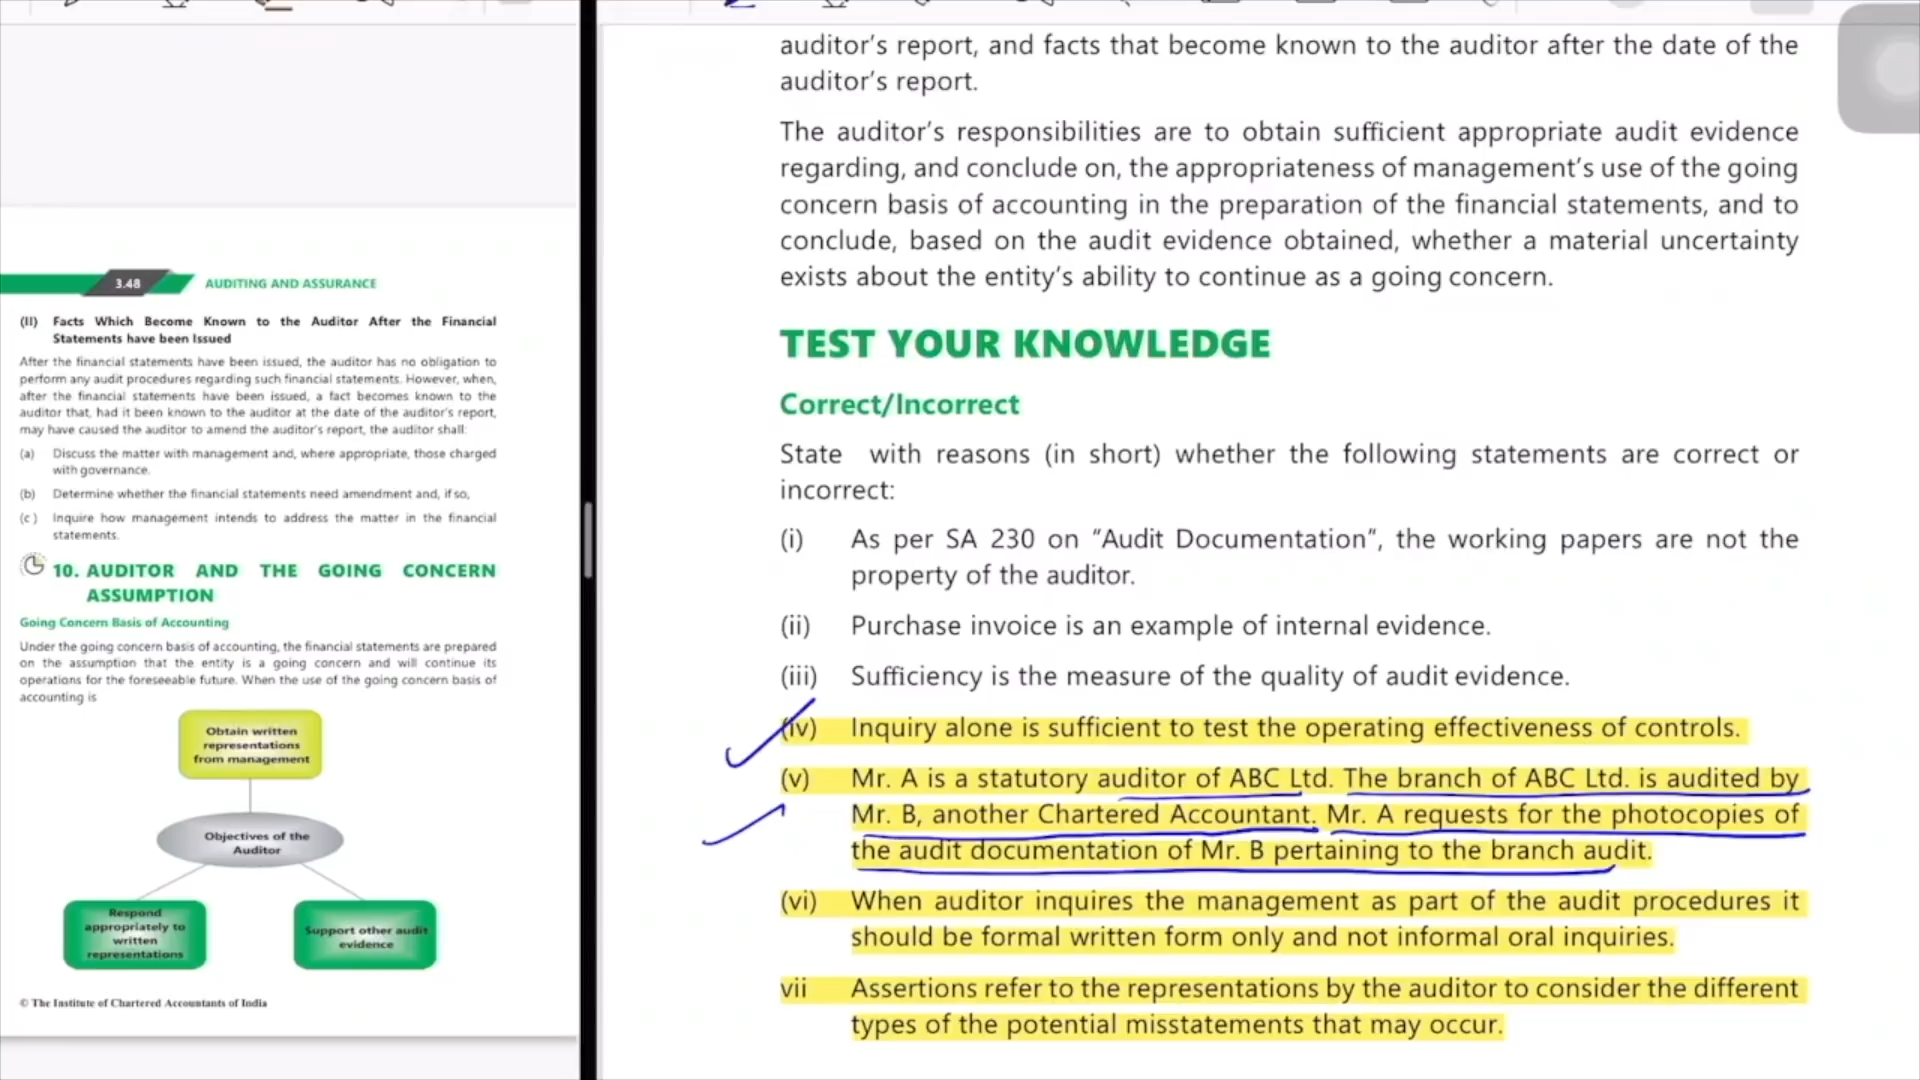 3.48 AUDITING AND ASSURANCE
(II) Facts Which Become Known to the Auditor After the Financial
Statements have been Issued
After the financial statements have been issued, the auditor has no obligation to
perform any audit procedures regarding such financial statements. However, when,
after the financial statements have been issued, a fact becomes known to the
auditor that, had it been known to the auditor at the date of the auditor's report,
may have caused the auditor to amend the auditor's report, the auditor shall:
(a) Discuss the matter with management and, where appropriate, those charged
with governance.
(b) Determine whether the financial statements need amendment and, if so,
(c ) Inquire how management intends to address the matter in the financial
statements.
10. AUDITOR AND THE GOING CONCERN
ASSUMPTION
Going Concern Basis of Accounting
Under the going concern basis of accounting, the financial statements are prepared
on the assumption that the entity is a going concern and will continue its
operations for the foreseeable future. When the use of the going concern basis of
accounting is
Obtain written
representations
from management
Objectives of the
Auditor
Respond
appropriately to
written
representations
Support other audit
evidence
© The Institute of Chartered Accountants of India
auditor’s report, and facts that become known to the auditor after the date of the
auditor’s report.
The auditor’s responsibilities are to obtain sufficient appropriate audit evidence
regarding, and conclude on, the appropriateness of management’s use of the going
concern basis of accounting in the preparation of the financial statements, and to
conclude, based on the audit evidence obtained, whether a material uncertainty
exists about the entity’s ability to continue as a going concern.
TEST YOUR KNOWLEDGE
Correct/Incorrect
State with reasons (in short) whether the following statements are correct or
incorrect:
(i) As per SA 230 on “Audit Documentation”, the working papers are not the
property of the auditor.
(ii) Purchase invoice is an example of internal evidence.
(iii) Sufficiency is the measure of the quality of audit evidence.
(iv) Inquiry alone is sufficient to test the operating effectiveness of controls.
(v) Mr. A is a statutory auditor of ABC Ltd. The branch of ABC Ltd. is audited by
Mr. B, another Chartered Accountant. Mr. A requests for the photocopies of
the audit documentation of Mr. B pertaining to the branch audit.
(vi) When auditor inquires the management as part of the audit procedures it
should be formal written form only and not informal oral inquiries.
vii Assertions refer to the representations by the auditor to consider the different
types of the potential misstatements that may occur.